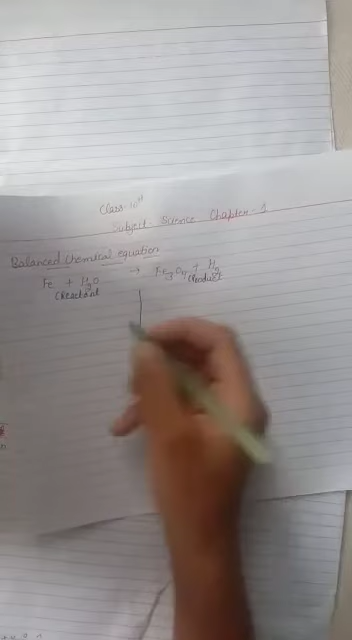 Class-10th
Subject- Science Chapter-1
Balanced chemical equation
Fe + H2O → Fe3O4 + H2
(Reactant (Product